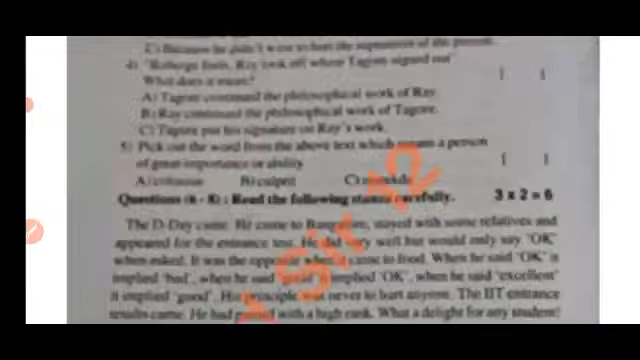 C) Because he didn't want to hurt the sentiments of the
4) "Rotherge feels, Ray took off where Tagore signed out"
What does it mean? [ ]
A) Tagore continued the philosophical work of Ray.
B) Ray continued the philosophical work of Tagore.
C) Tagore put his signature on Ray's work.
5) Pick out the word from the above text which means a person
of great importance or ability. [ ]
A) B) culprit C)
Questions (6 - 8) : Read the following stanza carefully. 3 x 2 = 6
The D-Day came. He came to Bangalore, stayed with some relatives and
appeared for the entrance test. He did very well but would only say 'OK'
when asked. It was the opposite when it came to food. When he said 'OK' it
implied 'bad', when he said 'good' it implied 'OK', when he said 'excellent'
it implied 'good'. His principle was never to hurt anyone. The IIT entrance
results came. He had passed with a high rank. What a delight for any student!
Sir 12